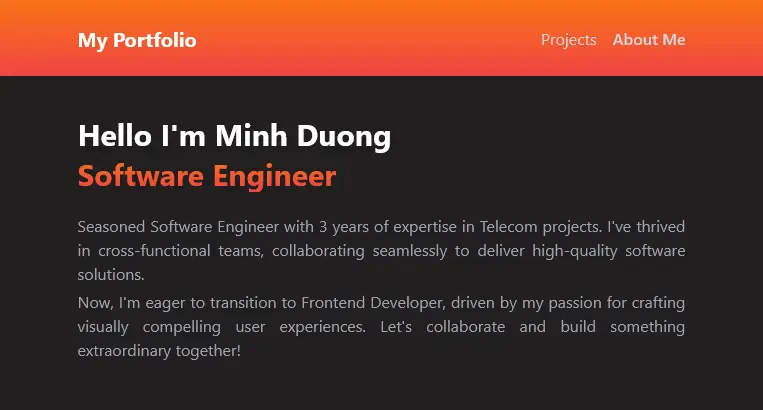 My Portfolio
Projects About Me
Hello I'm Minh Duong
Software Engineer
Seasoned Software Engineer with 3 years of expertise in Telecom projects. I've thrived
in cross-functional teams, collaborating seamlessly to deliver high-quality software
solutions.
Now, I'm eager to transition to Frontend Developer, driven by my passion for crafting
visually compelling user experiences. Let's collaborate and build something
extraordinary together!